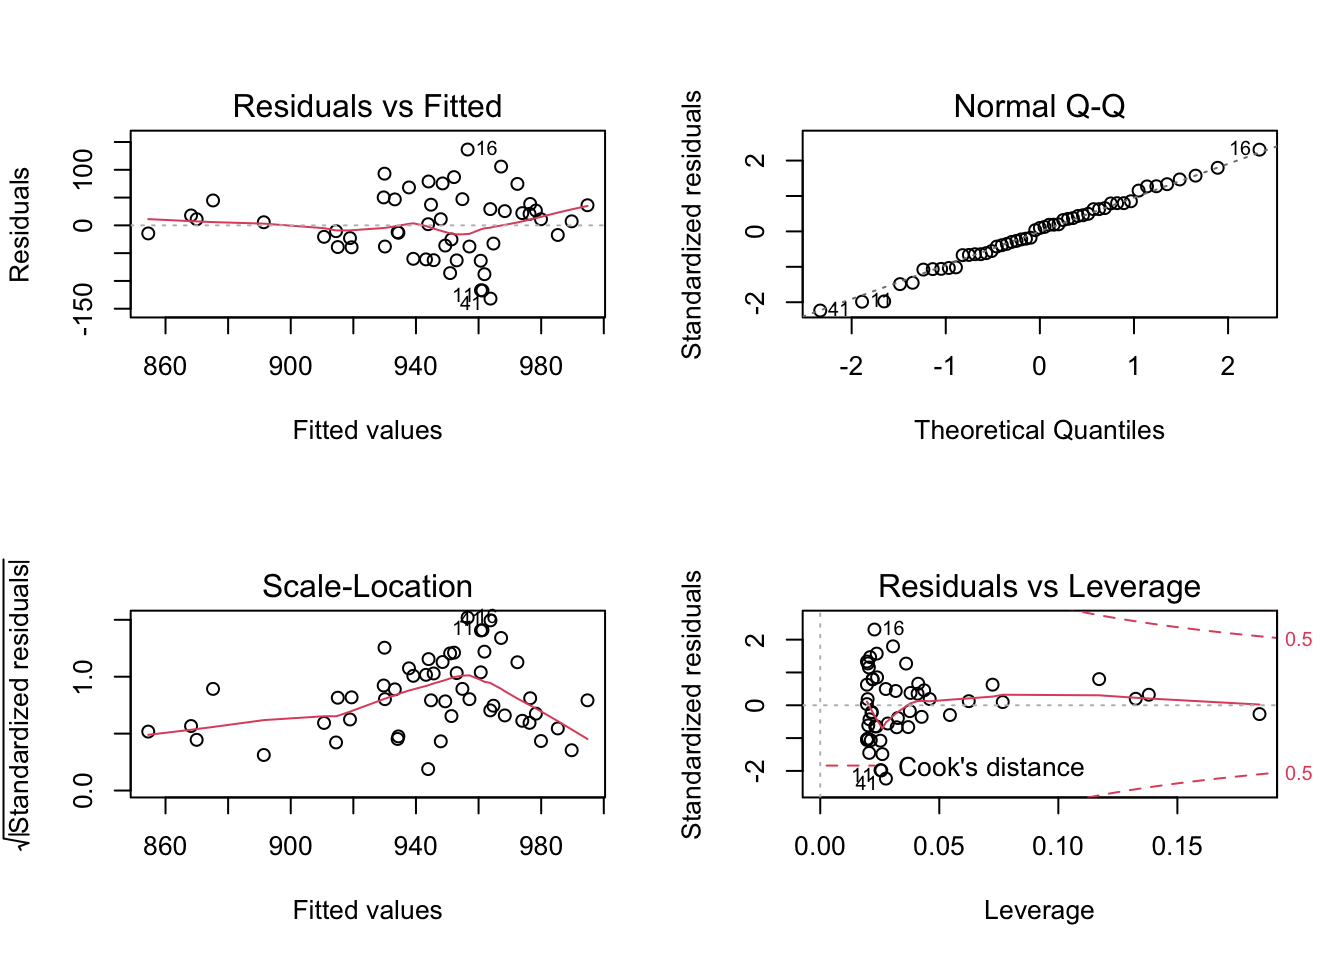 Residuals vs Fitted
Residuals
100
0
-150
16
11
41
860 900 940 980
Fitted values
Normal Q-Q
Standardized residuals
2
0
-2
16
41
11
-2 -1 0 1 2
Theoretical Quantiles
Scale-Location
√|Standardized residuals|
1.0
0.0
41
16
11
860 900 940 980
Fitted values
Residuals vs Leverage
Standardized residuals
2
0
-2
16
0.5
Cook's distance
0.5
11
41
0.00 0.05 0.10 0.15
Leverage